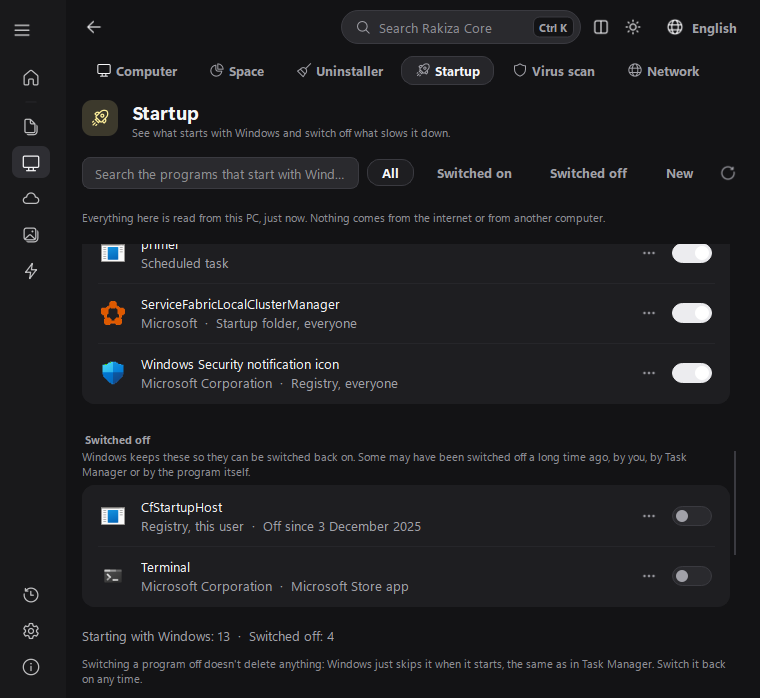 Search Rakiza Core
Ctrl K
English
Computer
Space
Uninstaller
Startup
Virus scan
Network
Startup
See what starts with Windows and switch off what slows it down.
Search the programs that start with Wind...
All
Switched on
Switched off
New
Everything here is read from this PC, just now. Nothing comes from the internet or from another computer.
primer
Scheduled task
ServiceFabricLocalClusterManager
Microsoft · Startup folder, everyone
Windows Security notification icon
Microsoft Corporation · Registry, everyone
Switched off
Windows keeps these so they can be switched back on. Some may have been switched off a long time ago, by you, by Task
Manager or by the program itself.
CfStartupHost
Registry, this user · Off since 3 December 2025
Terminal
Microsoft Corporation · Microsoft Store app
Starting with Windows: 13 · Switched off: 4
Switching a program off doesn't delete anything: Windows just skips it when it starts, the same as in Task Manager. Switch it back
on any time.